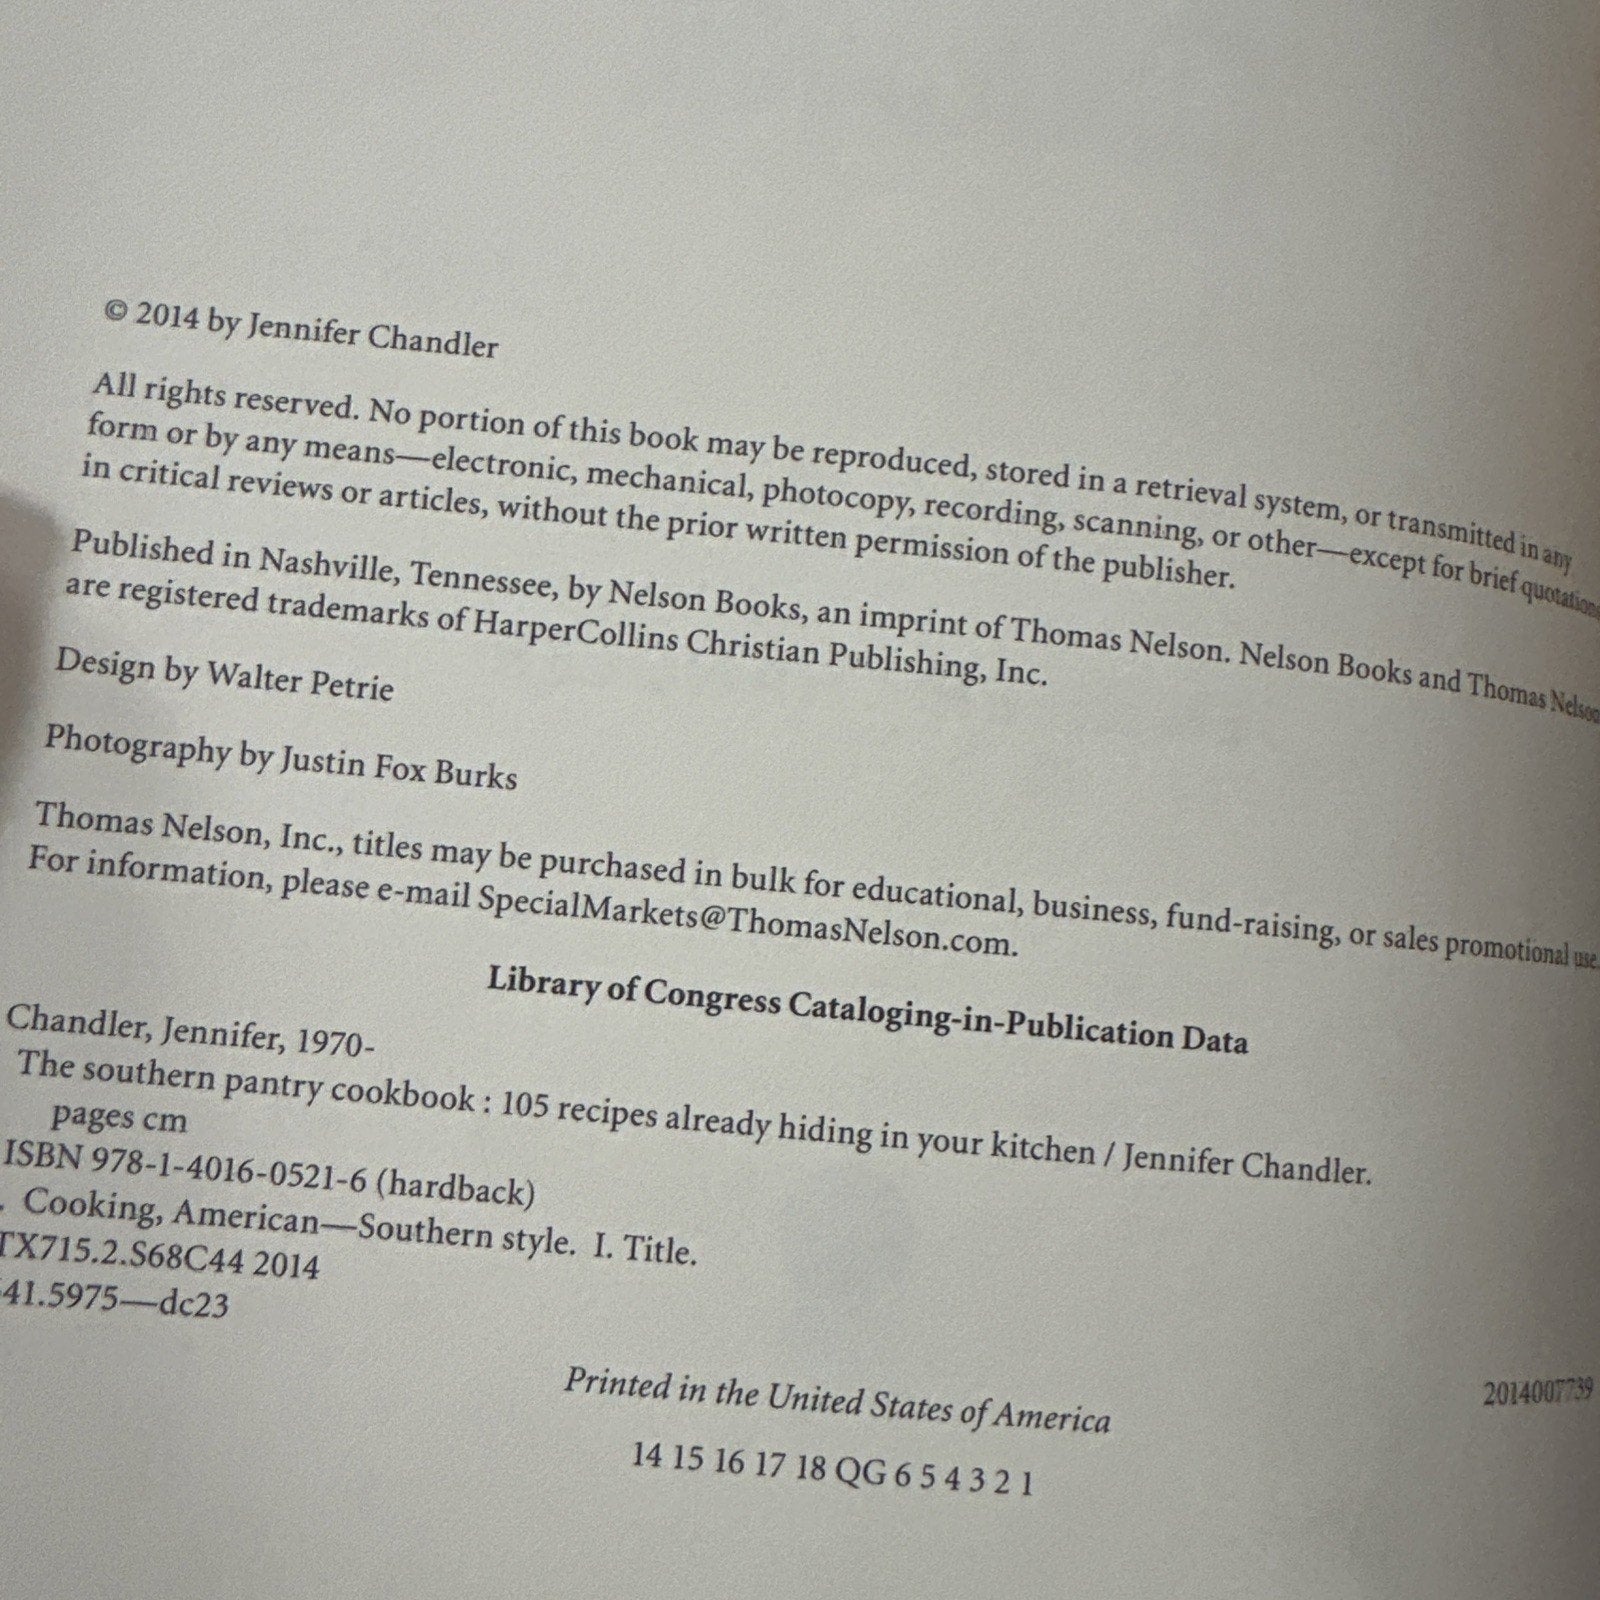 © 2014 by Jennifer Chandler
All rights reserved. No portion of this book may be reproduced, stored in a retrieval system, or transmitted in any
form or by any means—electronic, mechanical, photocopy, recording, scanning, or other—except for brief quotations
in critical reviews or articles, without the prior written permission of the publisher.
Published in Nashville, Tennessee, by Nelson Books, an imprint of Thomas Nelson. Nelson Books and Thomas Nelson
are registered trademarks of HarperCollins Christian Publishing, Inc.
Design by Walter Petrie
Photography by Justin Fox Burks
Thomas Nelson, Inc., titles may be purchased in bulk for educational, business, fund-raising, or sales promotional use.
For information, please e-mail SpecialMarkets@ThomasNelson.com.
Library of Congress Cataloging-in-Publication Data
Chandler, Jennifer, 1970-
The southern pantry cookbook : 105 recipes already hiding in your kitchen / Jennifer Chandler.
pages cm
ISBN 978-1-4016-0521-6 (hardback)
. Cooking, American—Southern style. I. Title.
TX715.2.S68C44 2014
41.5975—dc23
2014007739
Printed in the United States of America
14 15 16 17 18 QG 6 5 4 3 2 1